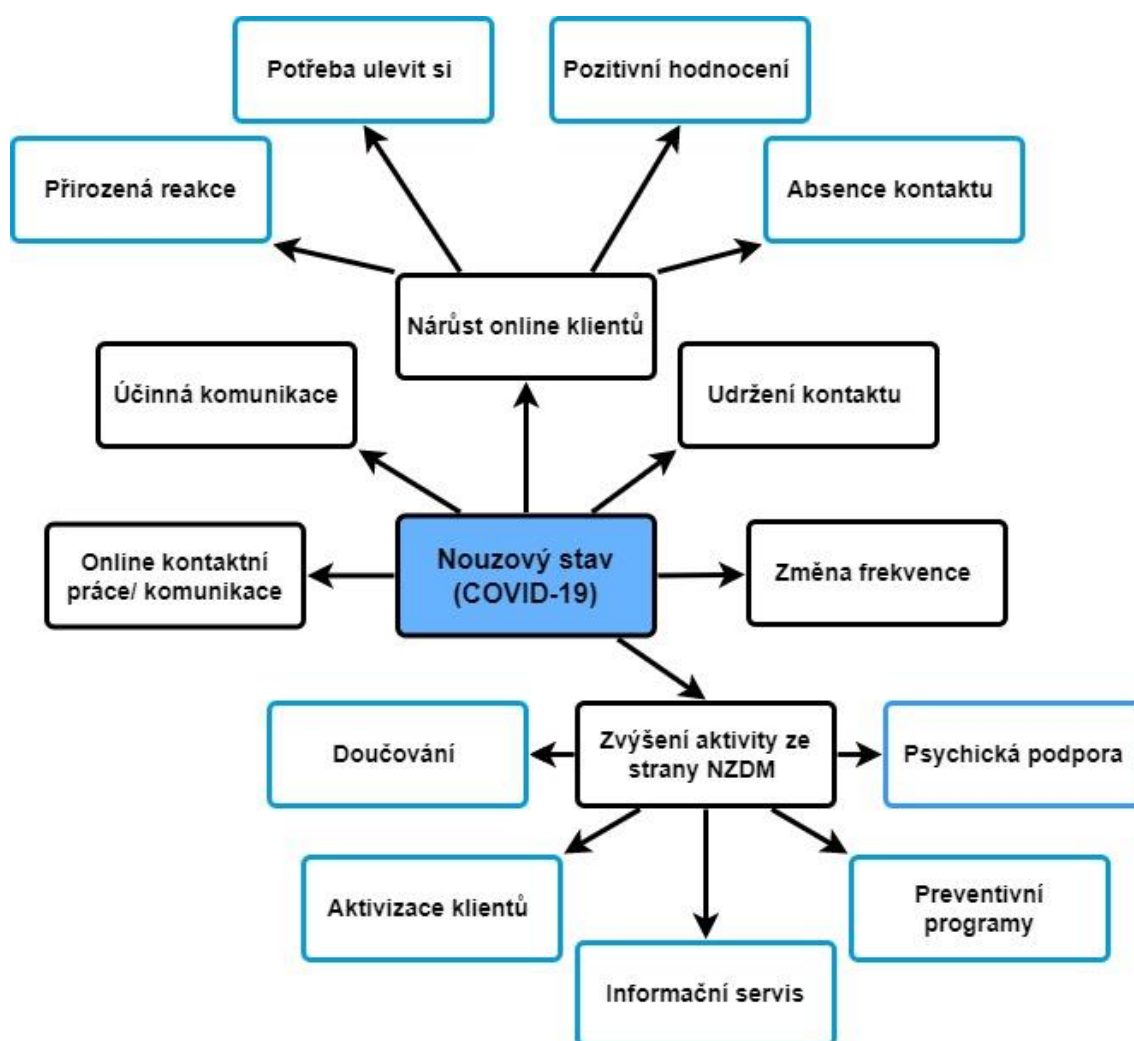 Potřeba ulevit si
Pozitivní hodnocení
Přirozená reakce
Absence kontaktu
Nárůst online klientů
Účinná komunikace
Udržení kontaktu
Online kontaktní
práce/ komunikace
Nouzový stav
(COVID-19)
Změna frekvence
Doučování
Zvýšení aktivity ze
strany NZDM
Psychická podpora
Aktivizace klientů
Preventivní
programy
Informační servis